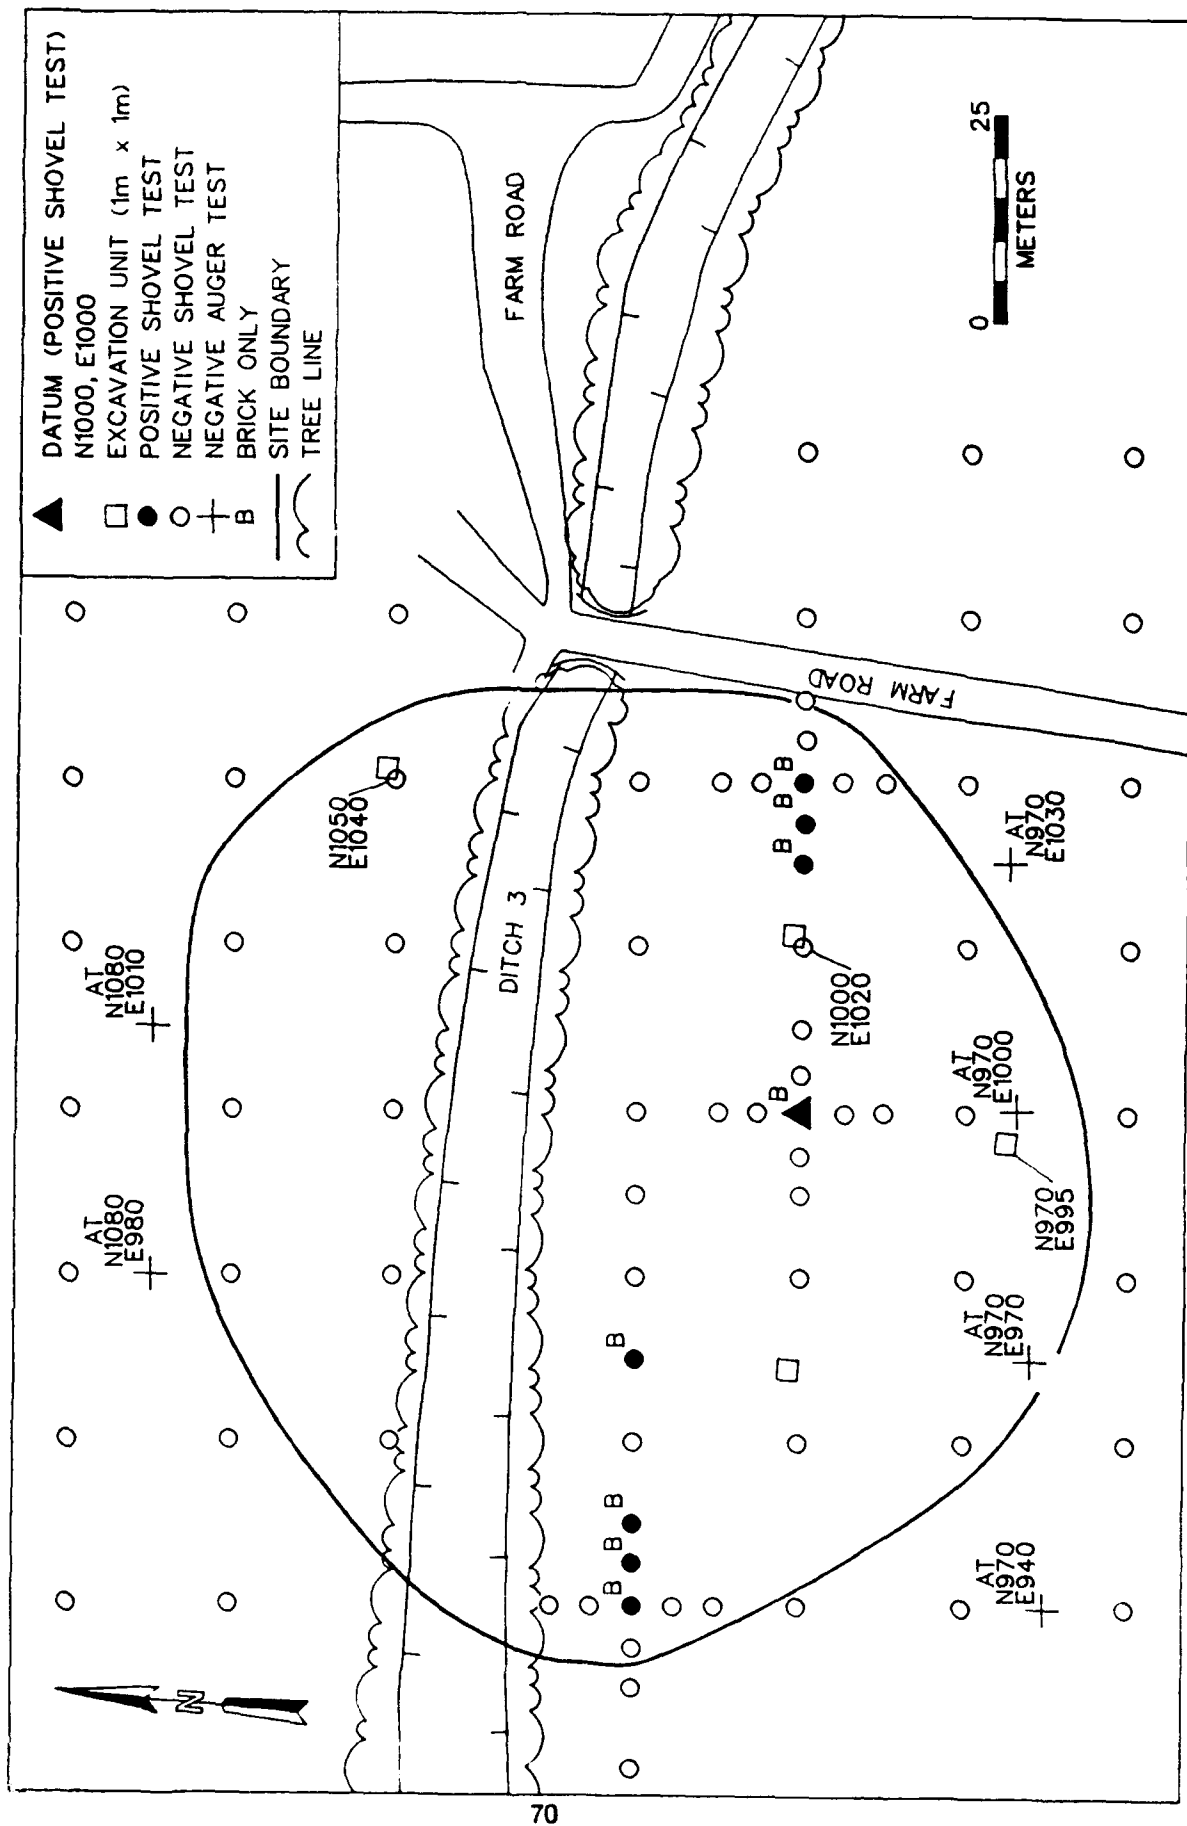 DATUM (POSITIVE SHOVEL TEST)
N1000, E1000
EXCAVATION UNIT (1m x 1m)
POSITIVE SHOVEL TEST
NEGATIVE SHOVEL TEST
NEGATIVE AUGER TEST
B BRICK ONLY
SITE BOUNDARY
TREE LINE
N
AT
N1080
E980
AT
N1080
E1010
N1050
E1040
FARM ROAD
DITCH 3
FARM ROAD
B
B
B
B
B
B
B
B
N1000
E1020
AT
N970
E940
AT
N970
E970
N970
E995
AT
N970
E1000
AT
N970
E1030
0
25
METERS
70